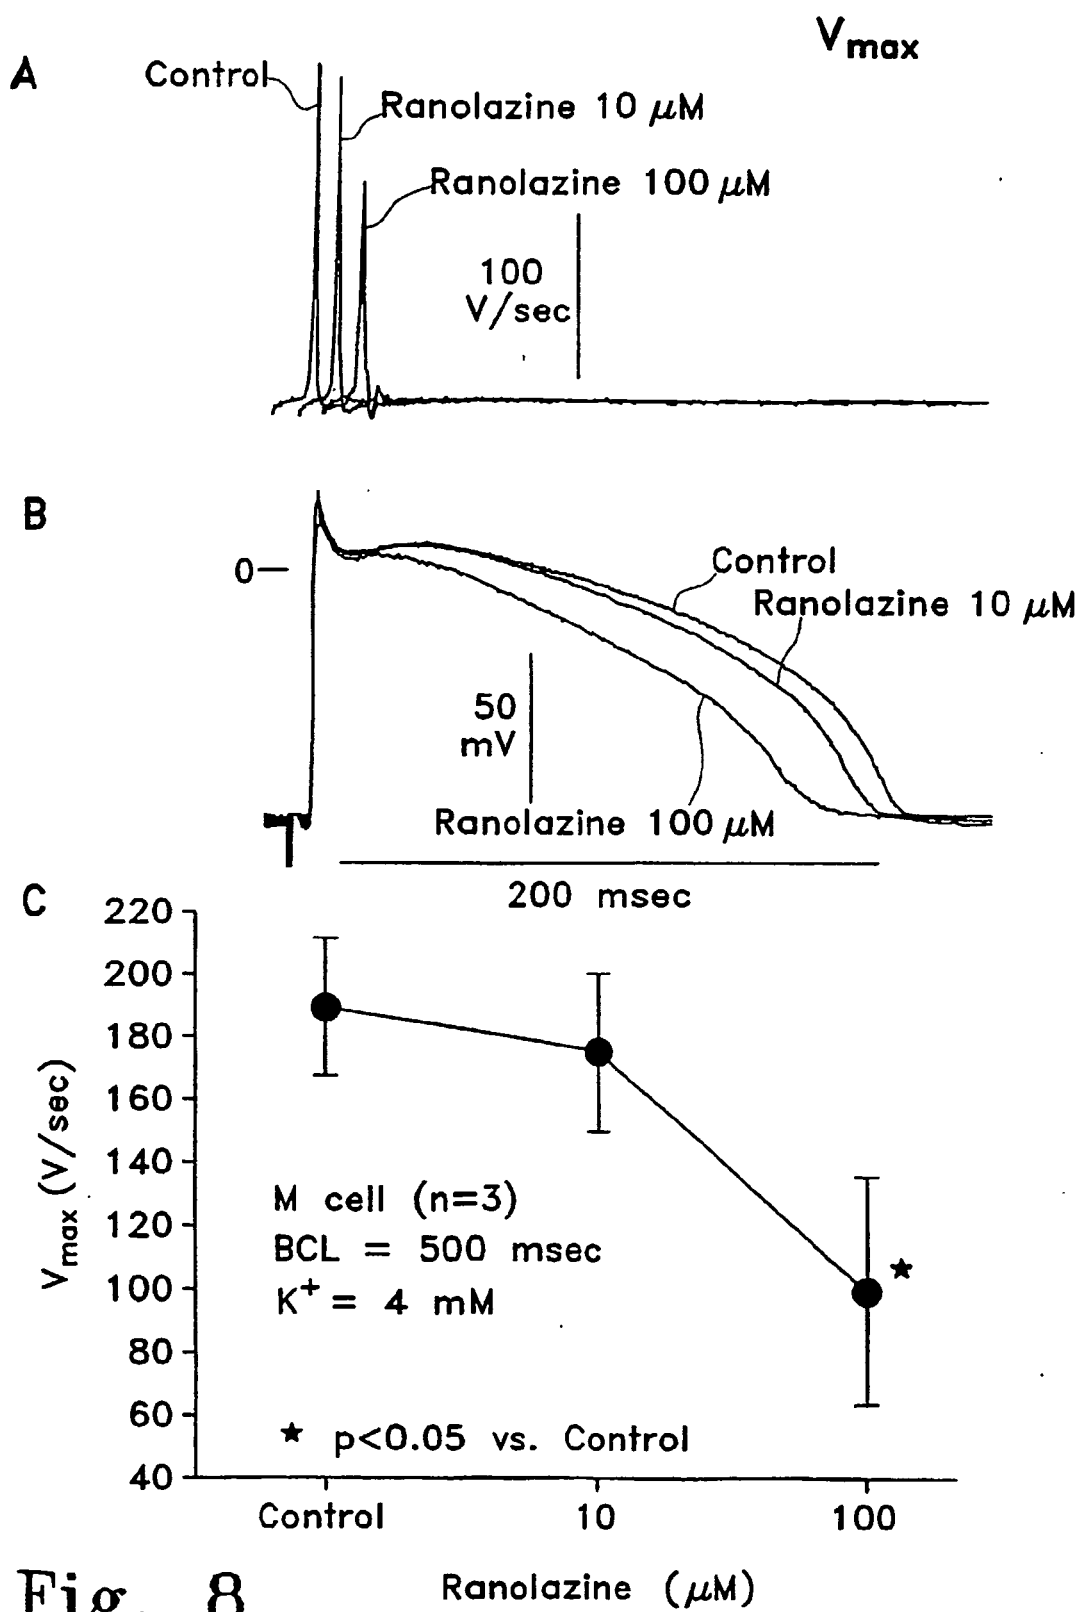 Vmax
A
Control
Ranolazine 10 μM
Ranolazine 100 μM
100
V/sec
B
0
Control
Ranolazine 10 μM
50
mV
Ranolazine 100 μM
200 msec
C
220
200
180
160
140
120
100
80
60
40
Vmax (V/sec)
M cell (n=3)
BCL = 500 msec
K+ = 4 mM
★ p<0.05 vs. Control
★
Control 10 100
Ranolazine (μM)
Fig. 8